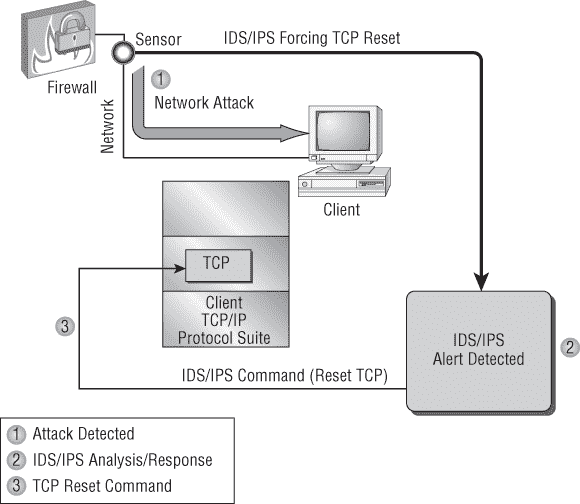 Sensor
IDS/IPS Forcing TCP Reset
Firewall
1
Network Attack
Network
Client
TCP
Client
TCP/IP
Protocol Suite
3
IDS/IPS
Alert Detected
2
IDS/IPS Command (Reset TCP)
1 Attack Detected
2 IDS/IPS Analysis/Response
3 TCP Reset Command